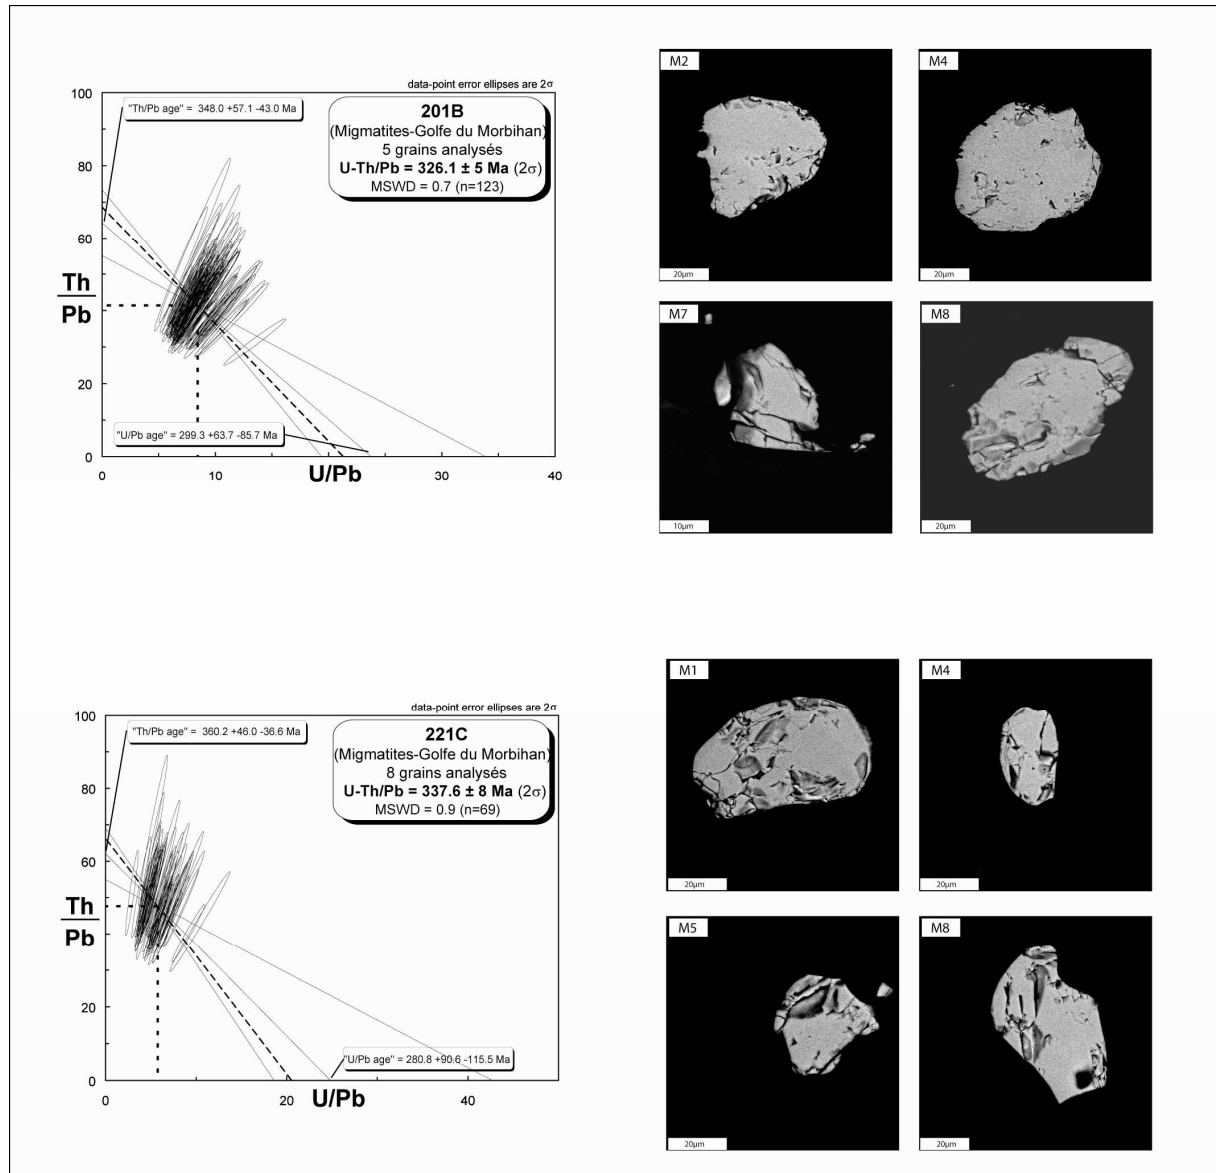 data-point error ellipses are 2σ
100
80
60
40
20
0
0
10
20
30
40
Th
Pb
U/Pb
"Th/Pb age" = 348.0 +57.1 -43.0 Ma
201B
(Migmatites-Golfe du Morbihan)
5 grains analysés
U-Th/Pb = 326.1 ± 5 Ma (2σ)
MSWD = 0.7 (n=123)
"U/Pb age" = 299.3 +63.7 -85.7 Ma
M2
20µm
M4
20µm
M7
10µm
M8
20µm
data-point error ellipses are 2σ
100
80
60
40
20
0
0
20
40
Th
Pb
U/Pb
"Th/Pb age" = 360.2 +46.0 -36.6 Ma
221C
(Migmatites-Golfe du Morbihan)
8 grains analysés
U-Th/Pb = 337.6 ± 8 Ma (2σ)
MSWD = 0.9 (n=69)
"U/Pb age" = 280.8 +90.6 -115.5 Ma
M1
20µm
M4
20µm
M5
20µm
M8
20µm